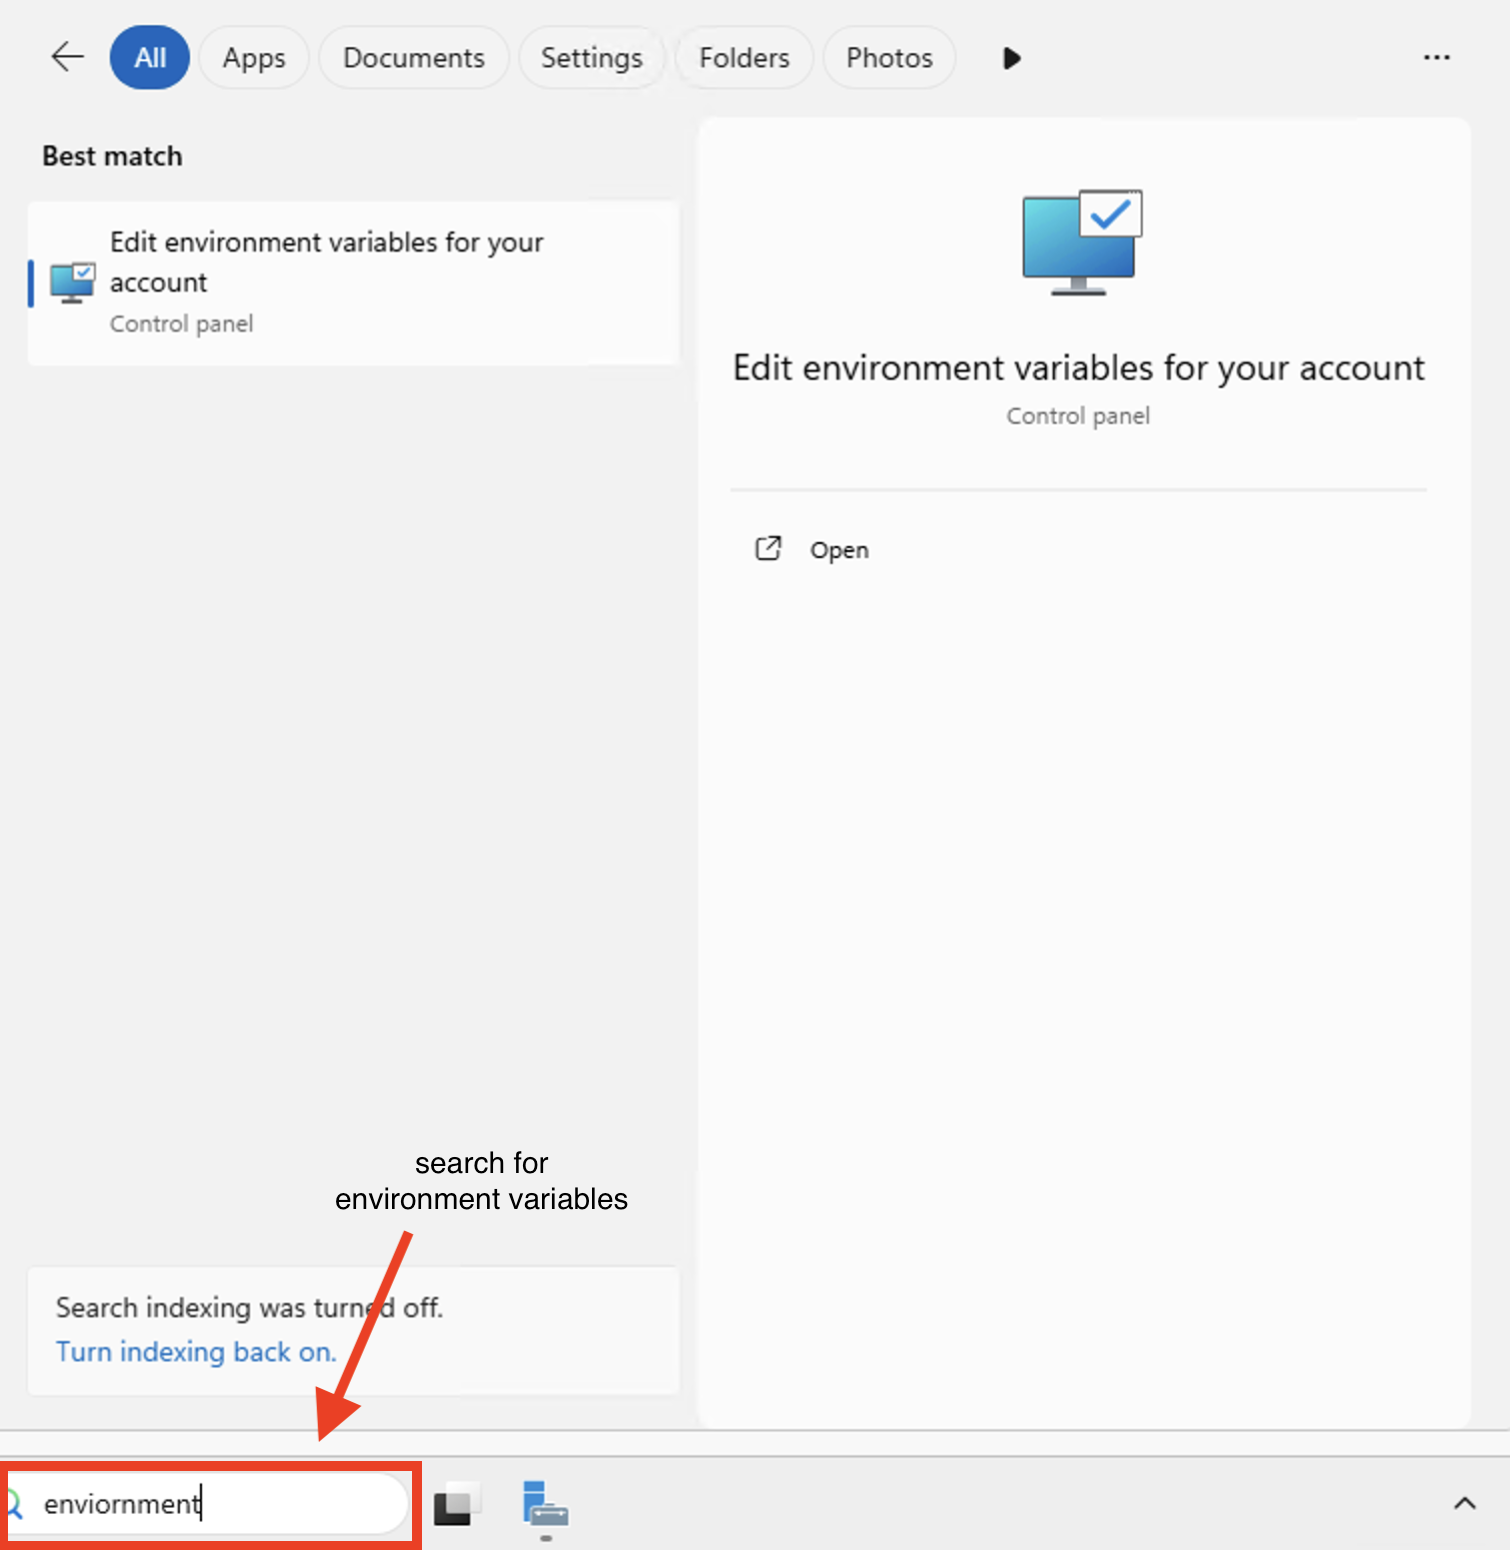 All
Apps
Documents
Settings
Folders
Photos
Best match
Edit environment variables for your
account
Control panel
Edit environment variables for your account
Control panel
Open
search for
environment variables
Search indexing was turned off.
Turn indexing back on.
enviornment